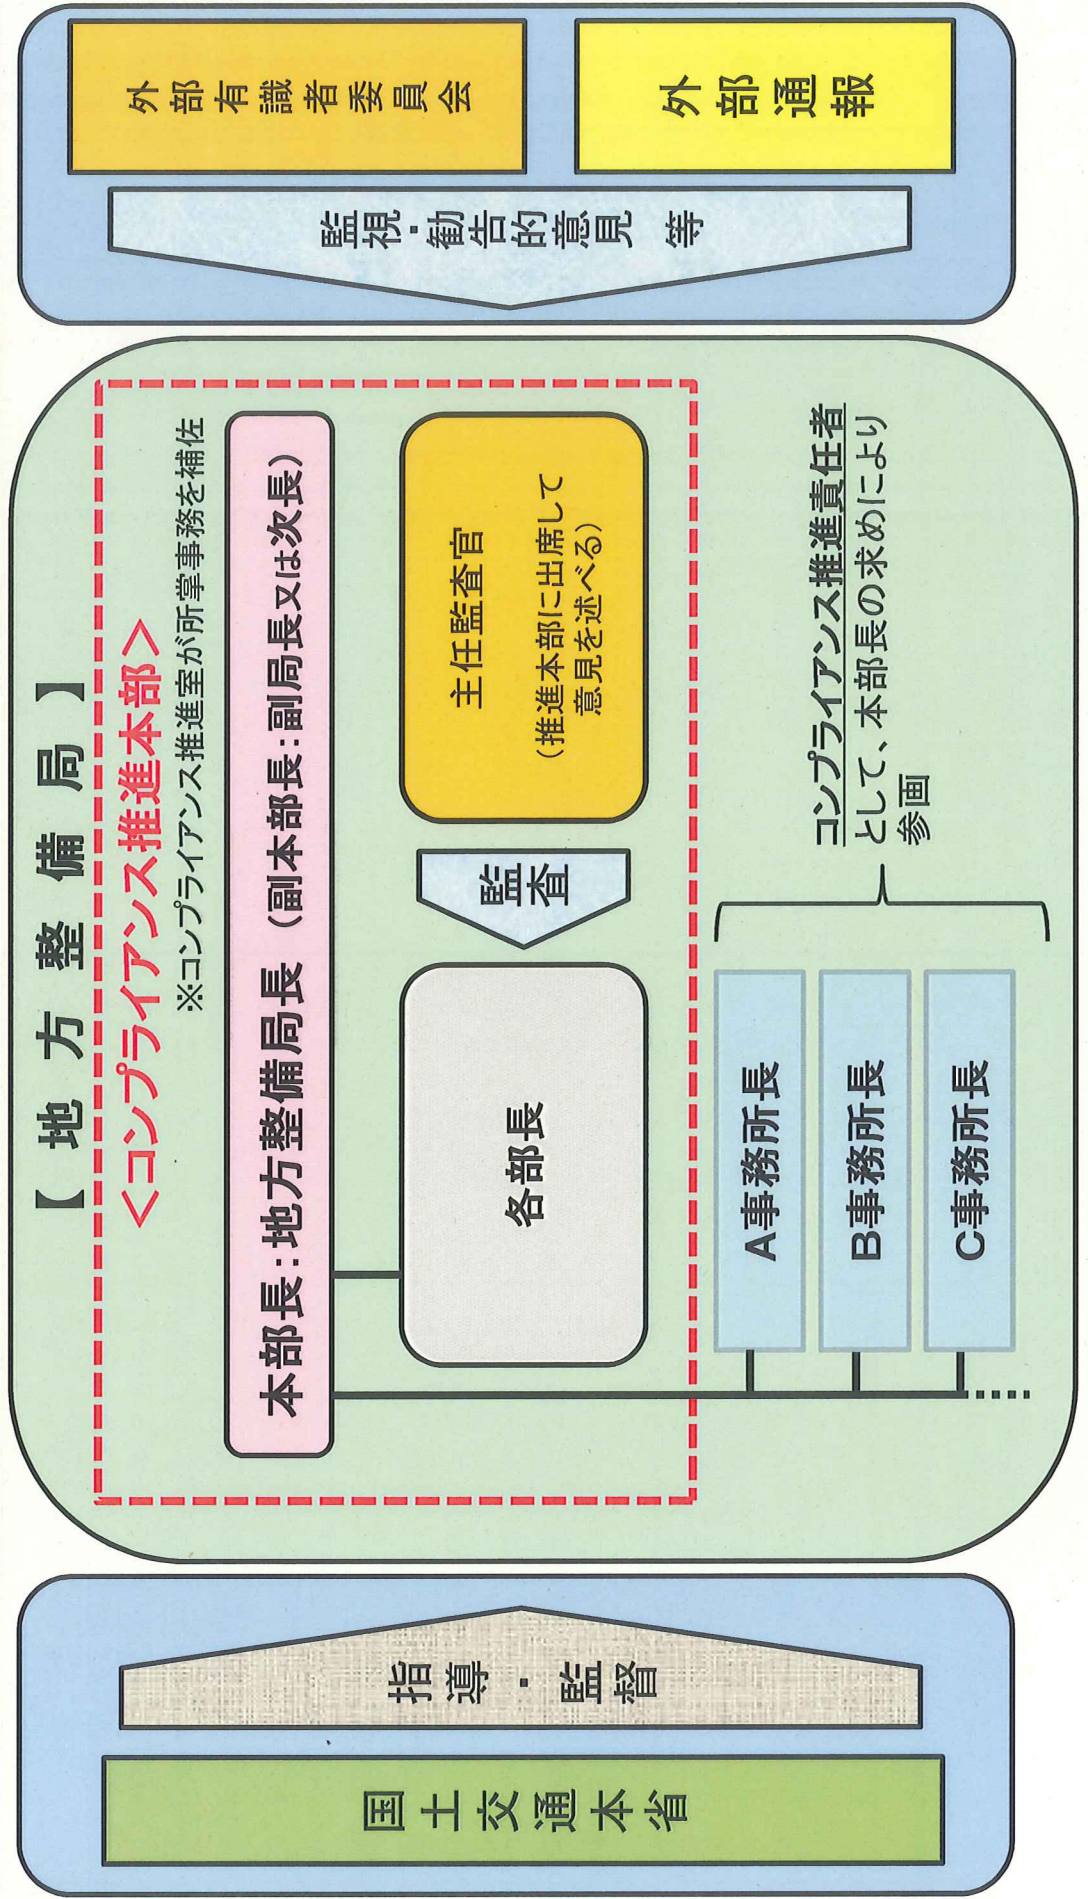 【 地 方 整 備 局 】
＜コンプライアンス推進本部＞
※コンプライアンス推進室が所掌事務を補佐
本部長：地方整備局長 （副本部長：副局長又は次長）
各部長
監査
主任監査官
（推進本部に出席して
意見を述べる）
A事務所長
B事務所長
C事務所長
コンプライアンス推進責任者
として、本部長の求めにより
参画
国土交通本省
指導・監督
監視・勧告的意見 等
外部有識者委員会
外部通報